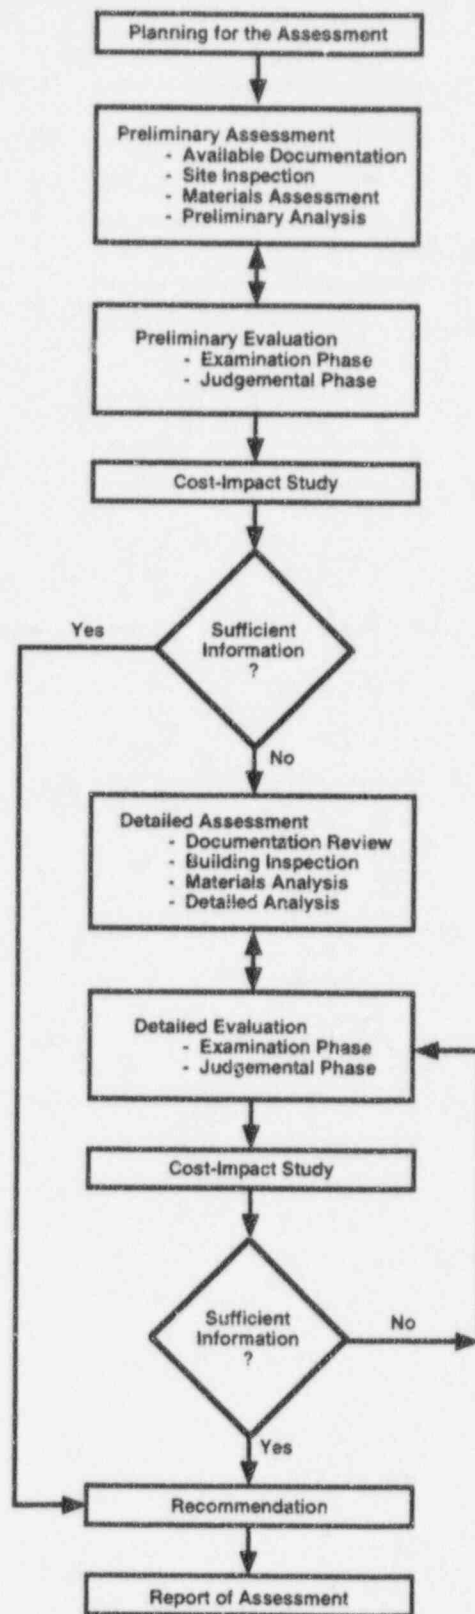 Planning for the Assessment
Preliminary Assessment
- Available Documentation
- Site Inspection
- Materials Assessment
- Preliminary Analysis
Preliminary Evaluation
- Examination Phase
- Judgemental Phase
Cost-Impact Study
Yes
Sufficient
Information
?
No
Detailed Assessment
- Documentation Review
- Building Inspection
- Materials Analysis
- Detailed Analysis
Detailed Evaluation
- Examination Phase
- Judgemental Phase
Cost-Impact Study
Sufficient
Information
?
No
Yes
Recommendation
Report of Assessment